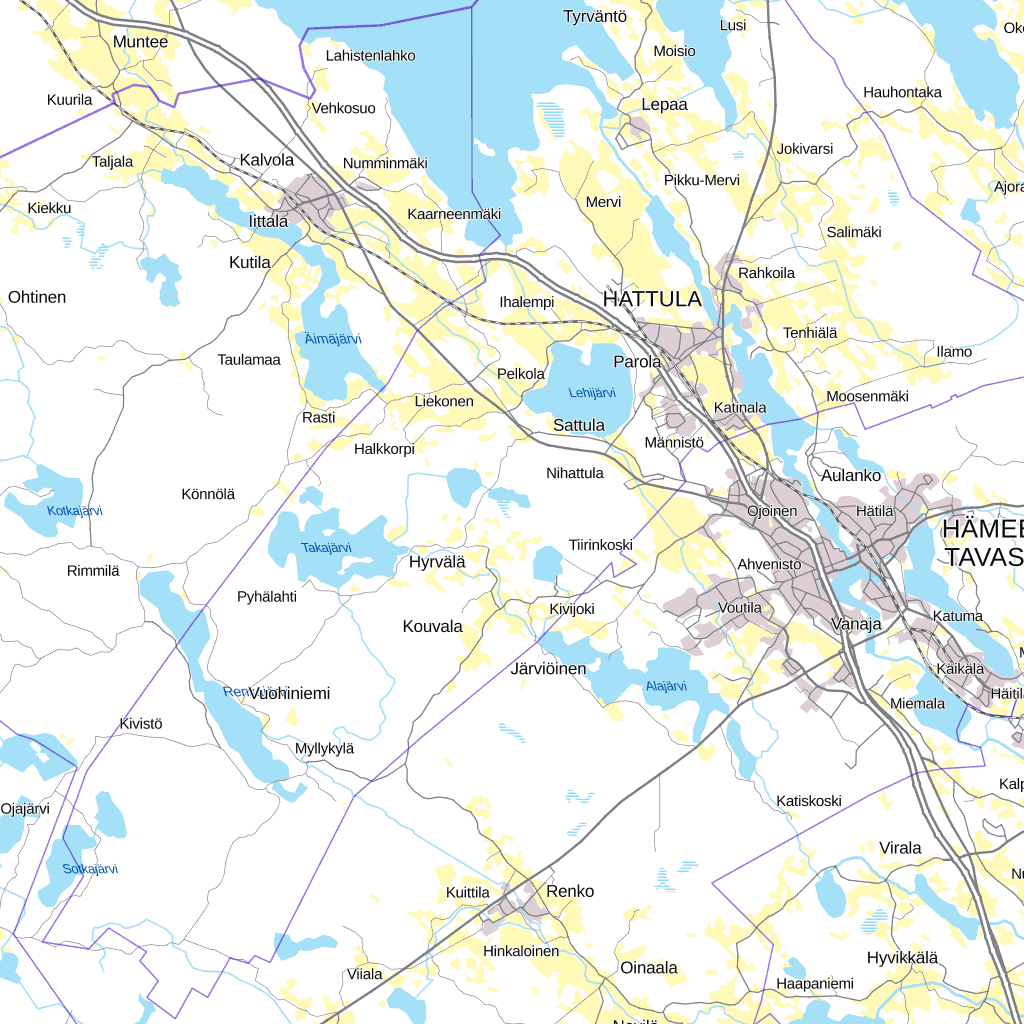 Tyrväntö
Lusi
Muntee
Lahistenlahko
Moisio
Kuurila
Vehkosuo
Lepaa
Hauhontaka
Taljala
Kalvola
Numminmäki
Jokivarsi
Pikku-Mervi
Kiekku
Iittala
Kaarneenmäki
Mervi
Salimäki
Kutila
Rahkoila
Ohtinen
Ihalempi
HATTULA
Tenhiälä
Äimäjärvi
Taulamaa
Parola
Ilamo
Pelkola
Lehijärvi
Liekonen
Moosenmäki
Rasti
Sattula
Katinala
Halkkorpi
Männistö
Nihattula
Aulanko
Könnölä
Kotkajärvi
Ojoinen
Hätilä
HÄMEE
TAVAS
Takajärvi
Tiirinkoski
Hyrvälä
Ahvenisto
Rimmilä
Pyhälahti
Kivijoki
Voutila
Katuma
Kouvala
Vanaja
Järviöinen
Käikälä
Alajärvi
Vuohiniemi
Miemala
Kivistö
Myllykylä
Katiskoski
Ojajärvi
Virala
Sotkajärvi
Kuittila
Renko
Hinkaloinen
Hyvikkälä
Viiala
Oinaala
Haapaniemi